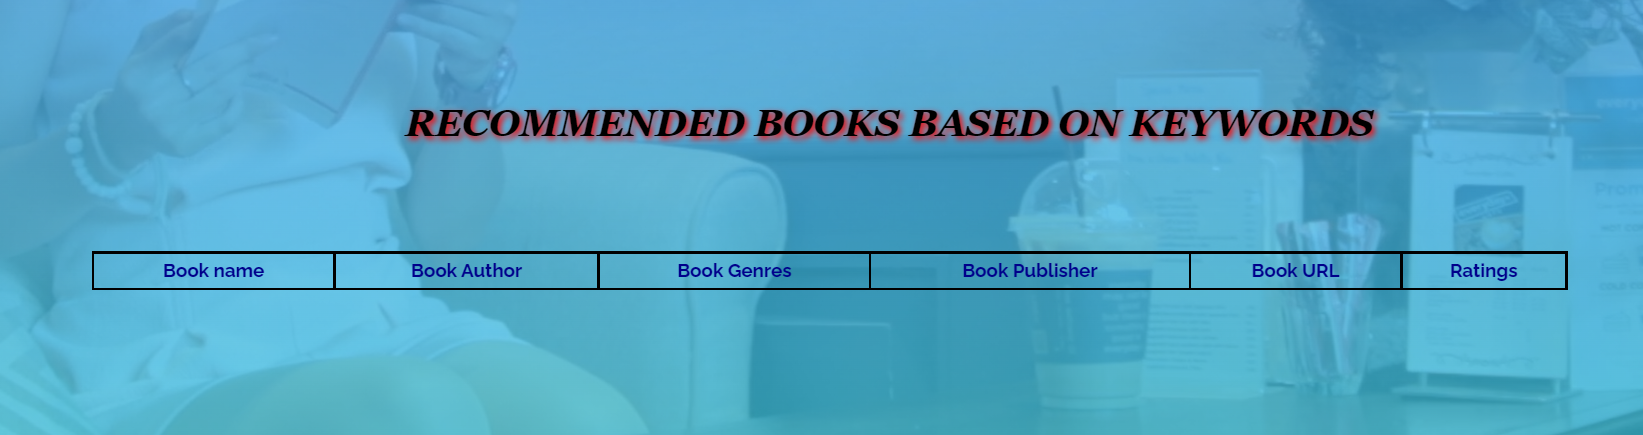 RECOMMENDED BOOKS BASED ON KEYWORDS
Book name Book Author Book Genres Book Publisher Book URL Ratings